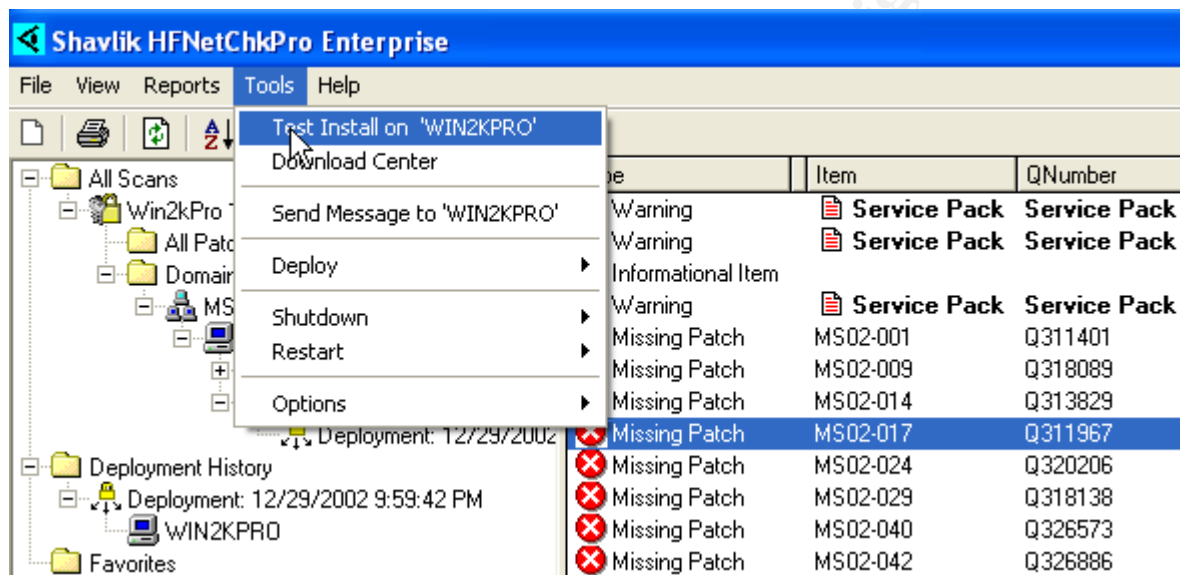 Shavlik HFNetChkPro Enterprise
File View Reports Tools Help
Test Install on 'WIN2KPRO'
Download Center
Send Message to 'WIN2KPRO'
Deploy
Shutdown
Restart
Options
All Scans
Win2kPro
All Patc
Domain
MS
Deployment: 12/29/2002
Deployment History
Deployment: 12/29/2002 9:59:42 PM
WIN2KPRO
Favorites
pe Item QNumber
Warning Service Pack Service Pack
Warning Service Pack Service Pack
Informational Item
Warning Service Pack Service Pack
Missing Patch MS02-001 Q311401
Missing Patch MS02-009 Q318089
Missing Patch MS02-014 Q313829
Missing Patch MS02-017 Q311967
Missing Patch MS02-024 Q320206
Missing Patch MS02-029 Q318138
Missing Patch MS02-040 Q326573
Missing Patch MS02-042 Q326886